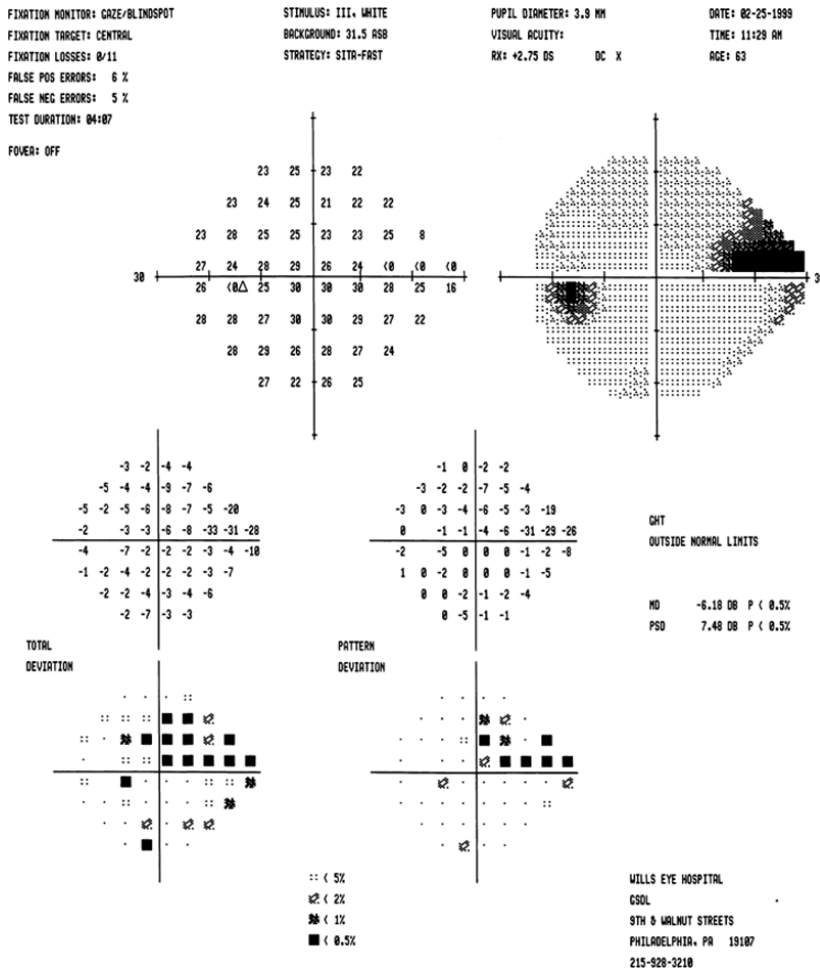 FIXATION MONITOR: GAZE/BLINDSPOT
FIXATION TARGET: CENTRAL
FIXATION LOSSES: 0/11
FALSE POS ERRORS: 6 %
FALSE NEG ERRORS: 5 %
TEST DURATION: 04:07
FOVEA: OFF
STIMULUS: III, WHITE
BACKGROUND: 31.5 ASB
STRATEGY: SITA-FAST
PUPIL DIAMETER: 3.9 MM
VISUAL ACUITY:
RX: +2.75 DS DC X
DATE: 02-25-1999
TIME: 11:29 AM
AGE: 63
23 25 23 22
23 24 25 21 22 22
23 28 25 25 23 23 25 8
27 24 28 29 26 24 <0 <0 <0
30
26 <0 25 30 30 30 28 25 16
28 28 27 30 30 29 27 22
28 29 26 28 27 24
27 22 26 25
3
-3 -2 -4 -4
-5 -4 -4 -9 -7 -6
-5 -2 -5 -6 -8 -7 -5 -20
-2 -3 -3 -6 -8 -33 -31 -28
-4 -7 -2 -2 -2 -3 -4 -10
-1 -2 -4 -2 -2 -2 -3 -7
-2 -2 -4 -3 -4 -6
-2 -7 -3 -3
TOTAL
DEVIATION
-1 0 -2 -2
-3 -2 -2 -7 -5 -4
-3 0 -3 -4 -6 -5 -3 -19
0 -1 -1 -4 -6 -31 -29 -26
-2 -5 0 0 0 -1 -2 -8
1 0 -2 0 0 0 -1 -5
0 0 -2 -1 -2 -4
0 -5 -1 -1
PATTERN
DEVIATION
GHT
OUTSIDE NORMAL LIMITS
MD -6.18 DB P < 0.5%
PSD 7.48 DB P < 0.5%
< 5%
< 2%
< 1%
< 0.5%
WILLS EYE HOSPITAL
GSDL
9TH & WALNUT STREETS
PHILADELPHIA, PA 19107
215-928-3210